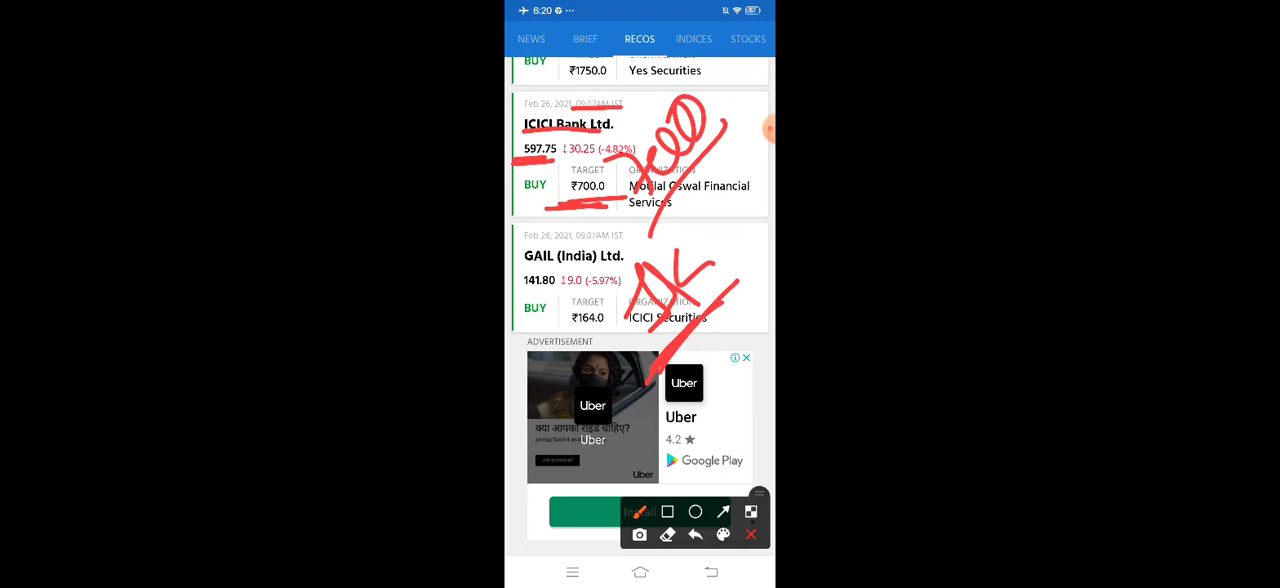 6:20
NEWS BRIEF RECOS INDICES STOCKS
BUY ₹1750.0 Yes Securities
Feb 26, 2021, 09:07AM IST
ICICI Bank Ltd.
597.75 ↓30.25 (-4.82%)
TARGET ORGANIZATION
BUY ₹700.0 Motilal Oswal Financial
Services
Feb 26, 2021, 09:07AM IST
GAIL (India) Ltd.
141.80 ↓9.0 (-5.97%)
TARGET ORGANIZATION
BUY ₹164.0 ICICI Securities
ADVERTISEMENT
Uber
क्या आपको राइड चाहिए?
Uber
Uber
Uber
Uber
4.2 ★
Google Play